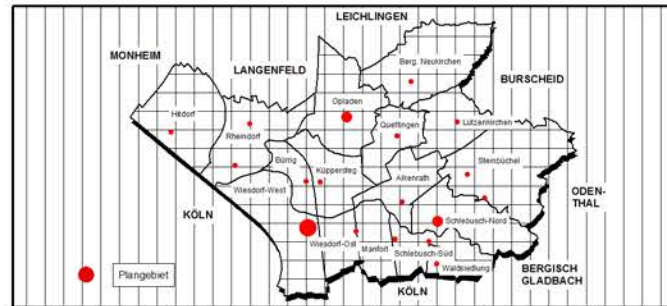 LEICHLINGEN
MONHEIM
LANGENFELD
Berg. Neukirchen
BURSCHEID
Opladen
Hitdorf
Rheindorf
Quettingen
Lützenkirchen
Bürrig
Küppersteg
Steinbüchel
Wiesdorf-West
Alkenrath
ODEN-
THAL
KÖLN
Schlebusch-Nord
Wiesdorf-Ost
Manfort
Schlebusch-Süd
Waldsiedlung
BERGISCH
GLADBACH
Plangebiet
KÖLN